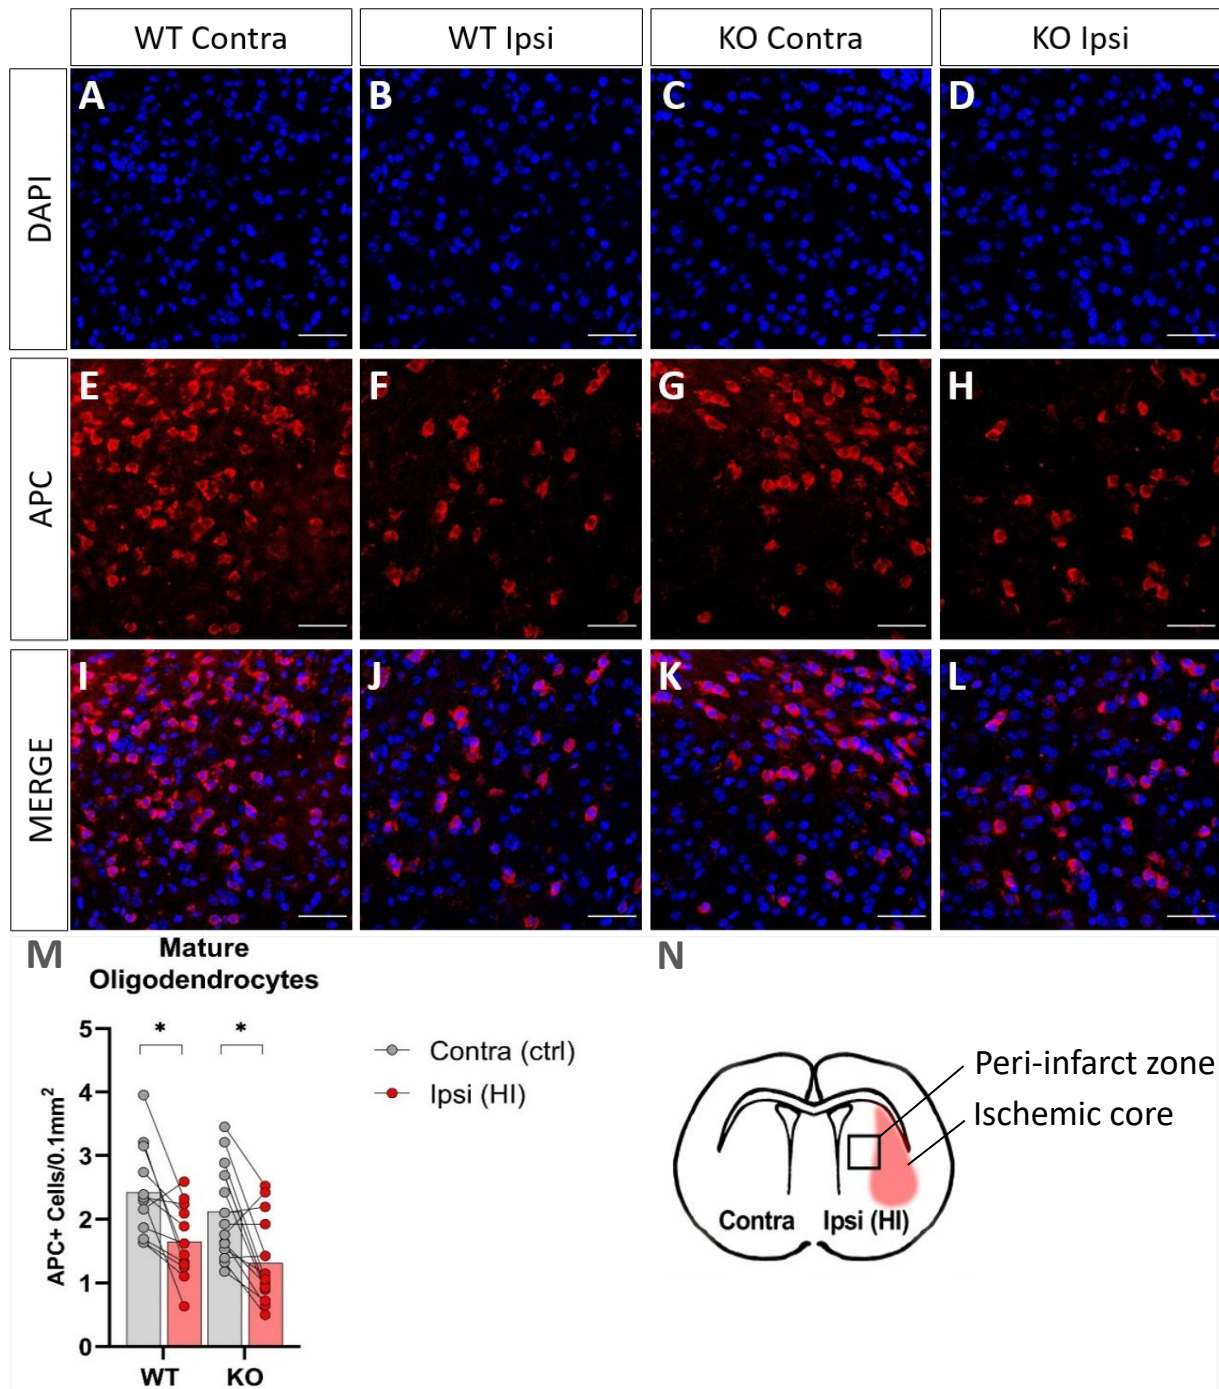 WT Contra
WT Ipsi
KO Contra
KO Ipsi
DAPI
A
B
C
D
APC
E
F
G
H
MERGE
I
J
K
L
M
Mature
Oligodendrocytes
APC+ Cells/0.1mm²
5
4
3
2
1
0
*
*
WT
KO
Contra (ctrl)
Ipsi (HI)
N
Peri-infarct zone
Ischemic core
Contra
Ipsi (HI)